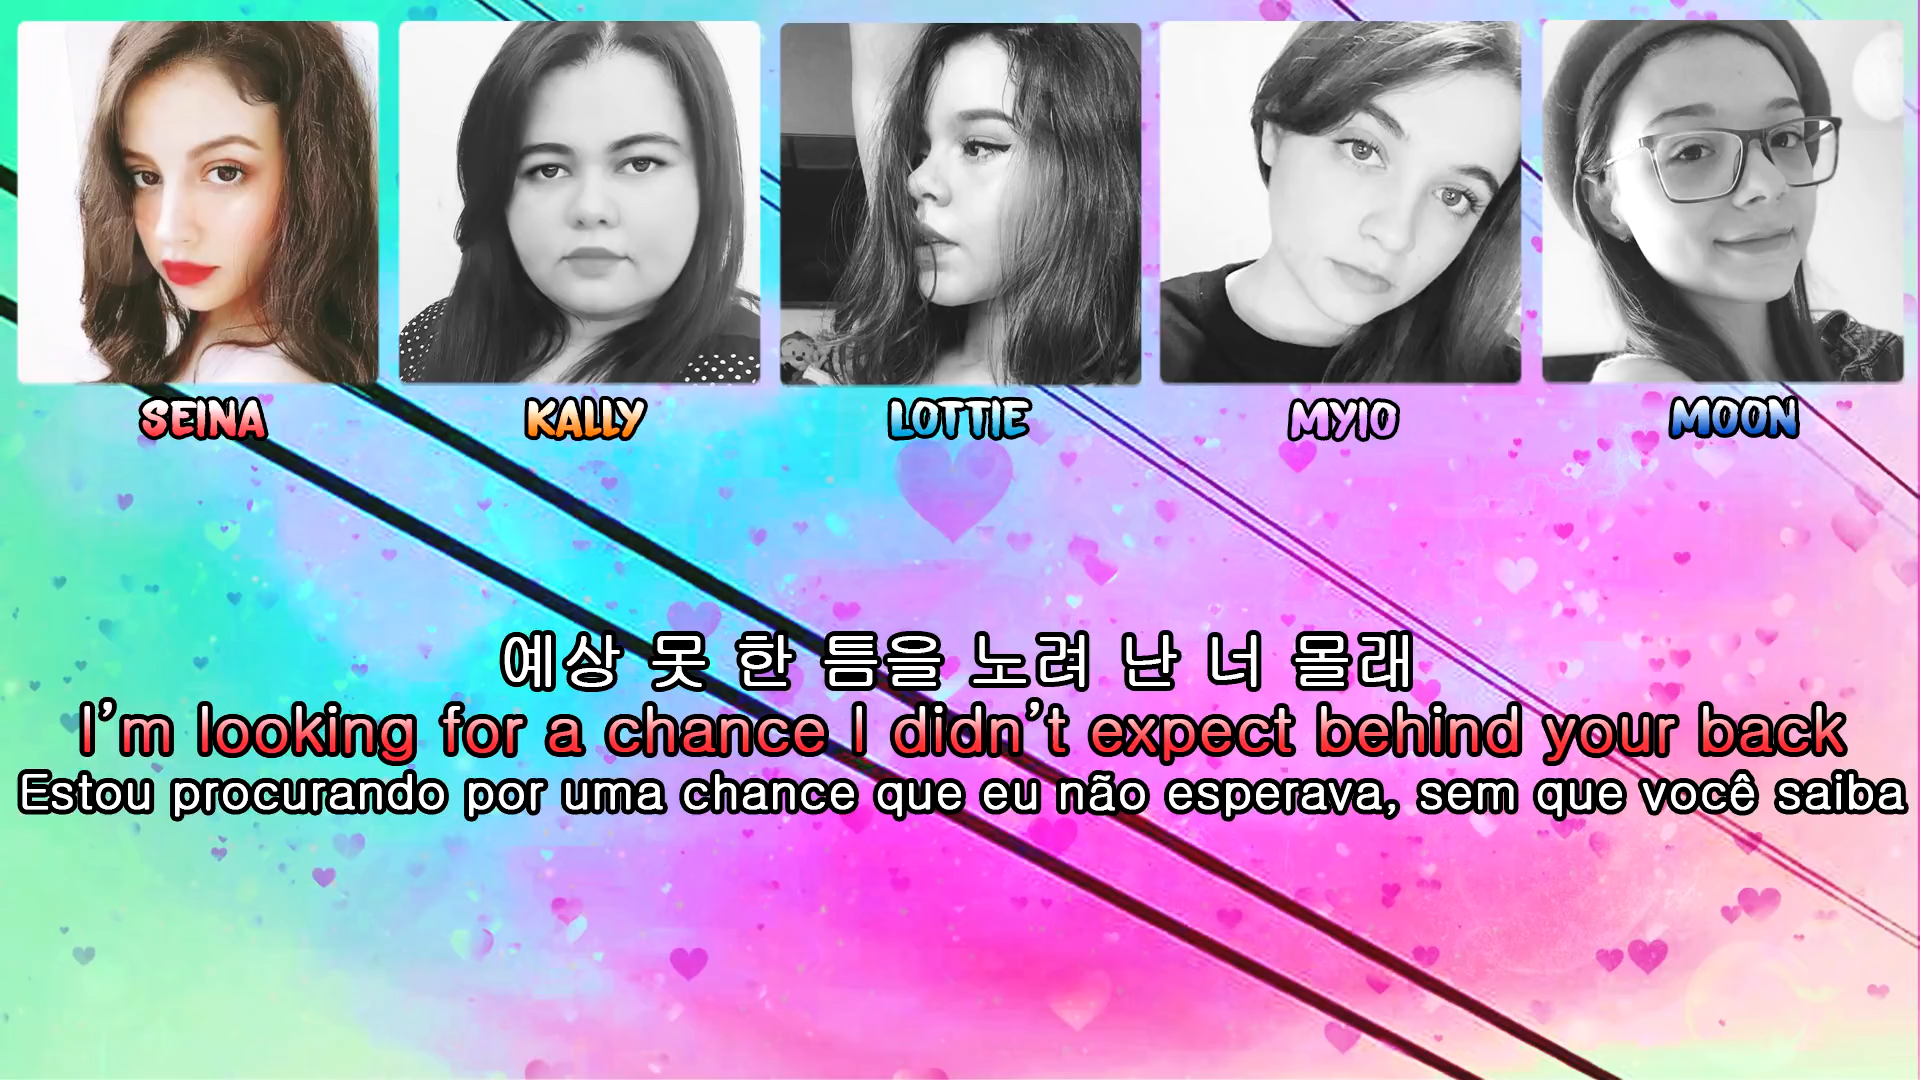 SEINA KALLY LOTTIE MYIO MOON
예상 못 한 틈을 노려 난 너 몰래
I'm looking for a chance I didn't expect behind your back
Estou procurando por uma chance que eu não esperava, sem que você saiba